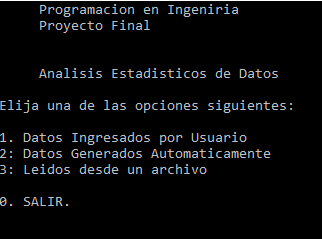 Programacion en Ingeniria
Proyecto Final
Analisis Estadisticos de Datos
Elija una de las opciones siguientes:
1. Datos Ingresados por Usuario
2: Datos Generados Automaticamente
3: Leidos desde un archivo
0. SALIR.